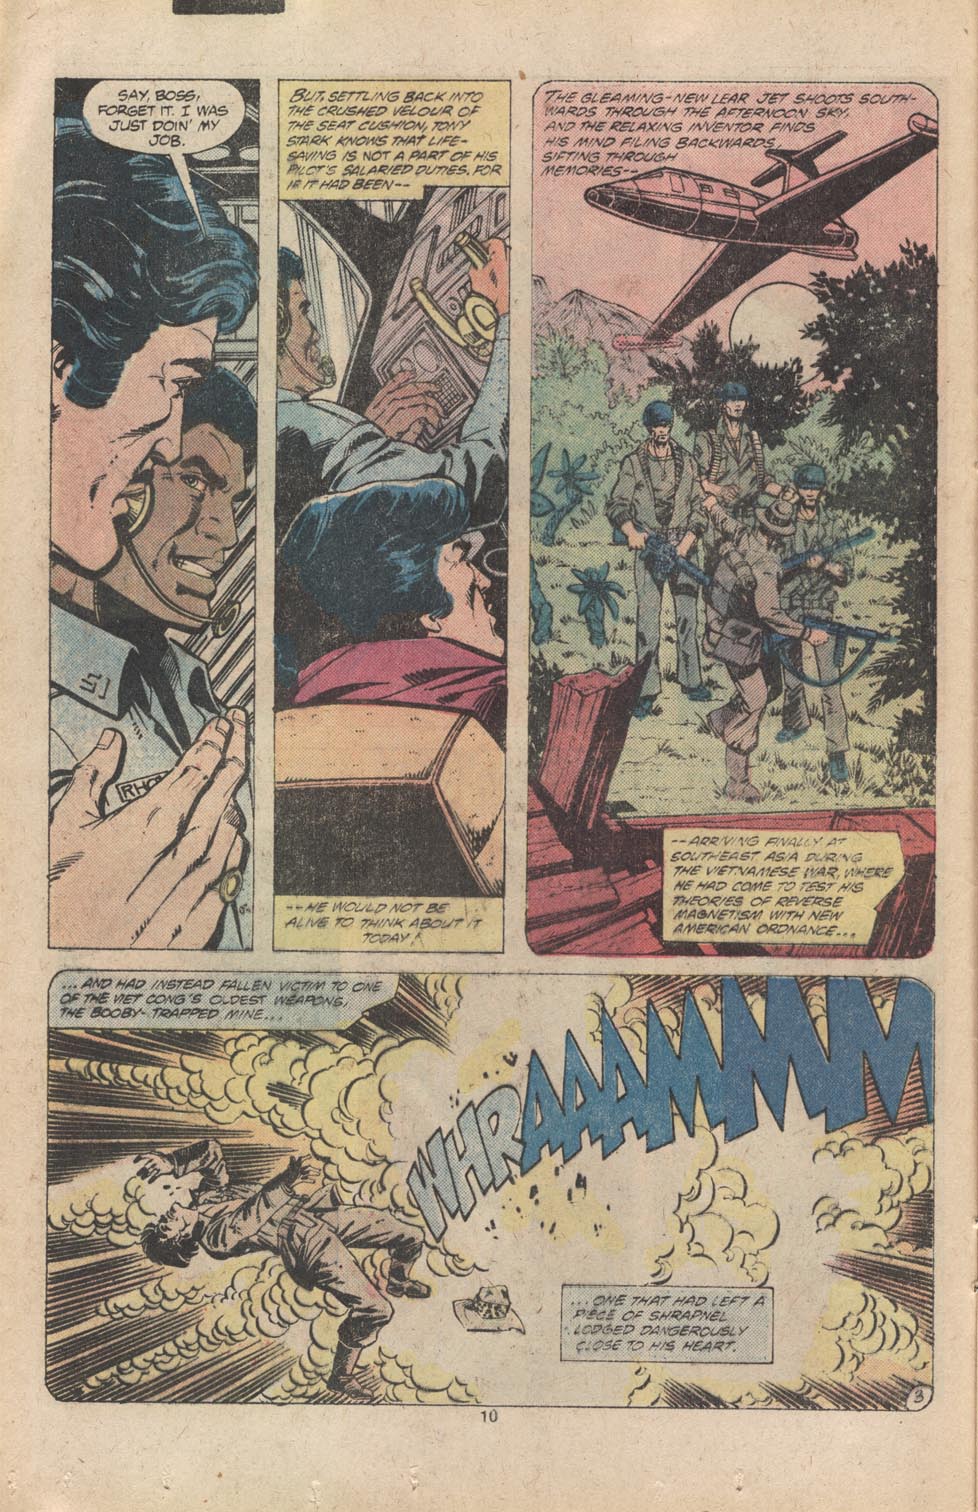 SAY, BOSS,
FORGET IT. I WAS
JUST DOIN' MY
JOB.
SI
RHO
BUT, SETTLING BACK INTO
THE CRUSHED VELOUR OF
THE SEAT CUSHION, TONY
STARK KNOWS THAT LIFE-
SAVING IS NOT A PART OF HIS
PILOT'S SALARIED DUTIES, FOR
IF IT HAD BEEN--
--HE WOULD NOT BE
ALIVE TO THINK ABOUT IT
TODAY!
THE GLEAMING-NEW LEAR JET SHOOTS SOUTH-
WARDS THROUGH THE AFTERNOON SKY,
AND THE RELAXING INVENTOR FINDS
HIS MIND FILING BACKWARDS,
SIFTING THROUGH
MEMORIES--
--ARRIVING FINALLY AT
SOUTHEAST ASIA DURING
THE VIETNAMESE WAR, WHERE
HE HAD COME TO TEST HIS
THEORIES OF REVERSE
MAGNETISM WITH NEW
AMERICAN ORDNANCE...
...AND HAD INSTEAD FALLEN VICTIM TO ONE
OF THE VIET CONG'S OLDEST WEAPONS,
THE BOOBY-TRAPPED MINE...
WHRAAAMMMM
...ONE THAT HAD LEFT A
PIECE OF SHRAPNEL
LODGED DANGEROUSLY
CLOSE TO HIS HEART.
3
10